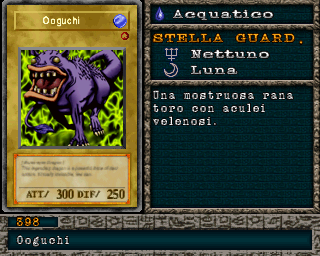 Ooguchi
ATT/ 300 DIF/ 250
Acquatico
STELLA GUARD.
Nettuno
Luna
Una mostruosa rana
toro con aculei
velenosi.
398
Ooguchi